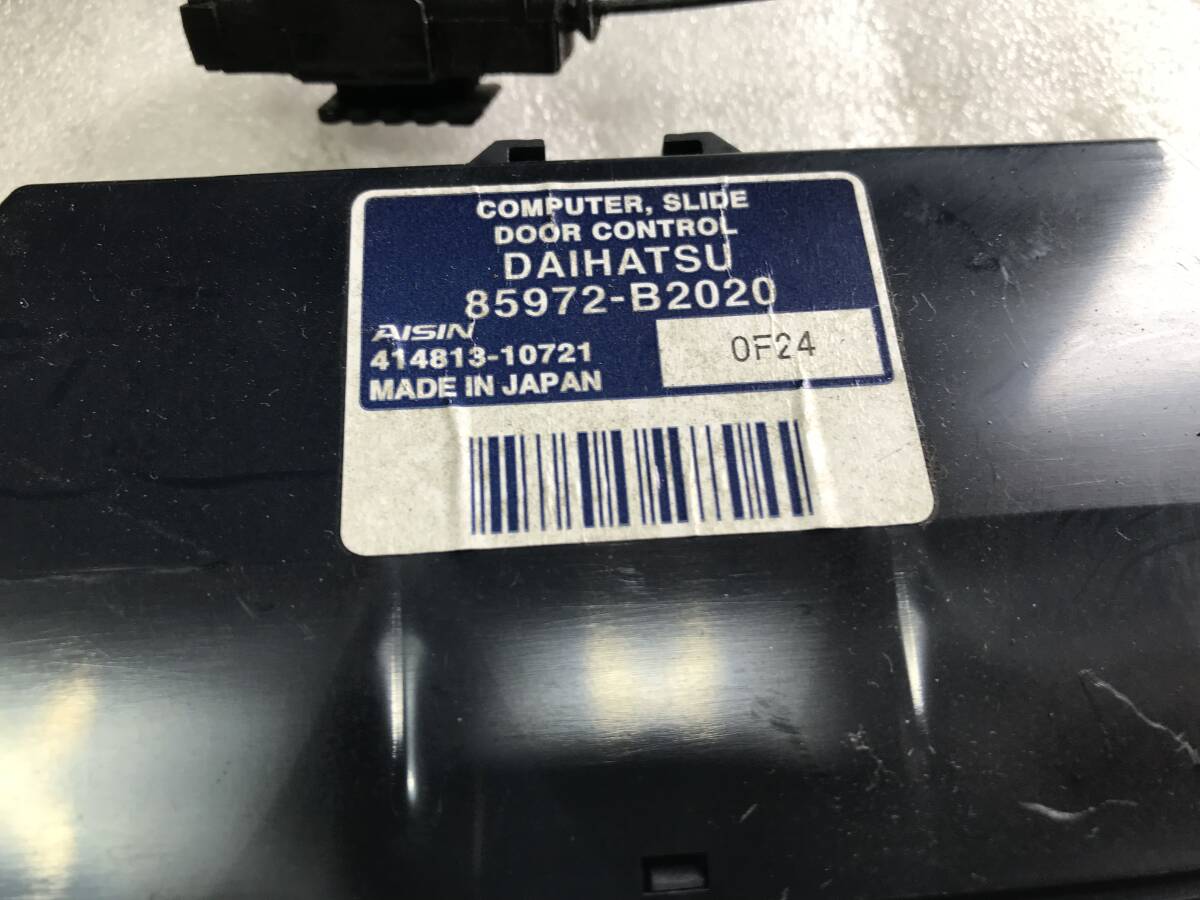 COMPUTER, SLIDE
DOOR CONTROL
DAIHATSU
85972-B2020
AISIN
414813-10721
MADE IN JAPAN
0F24